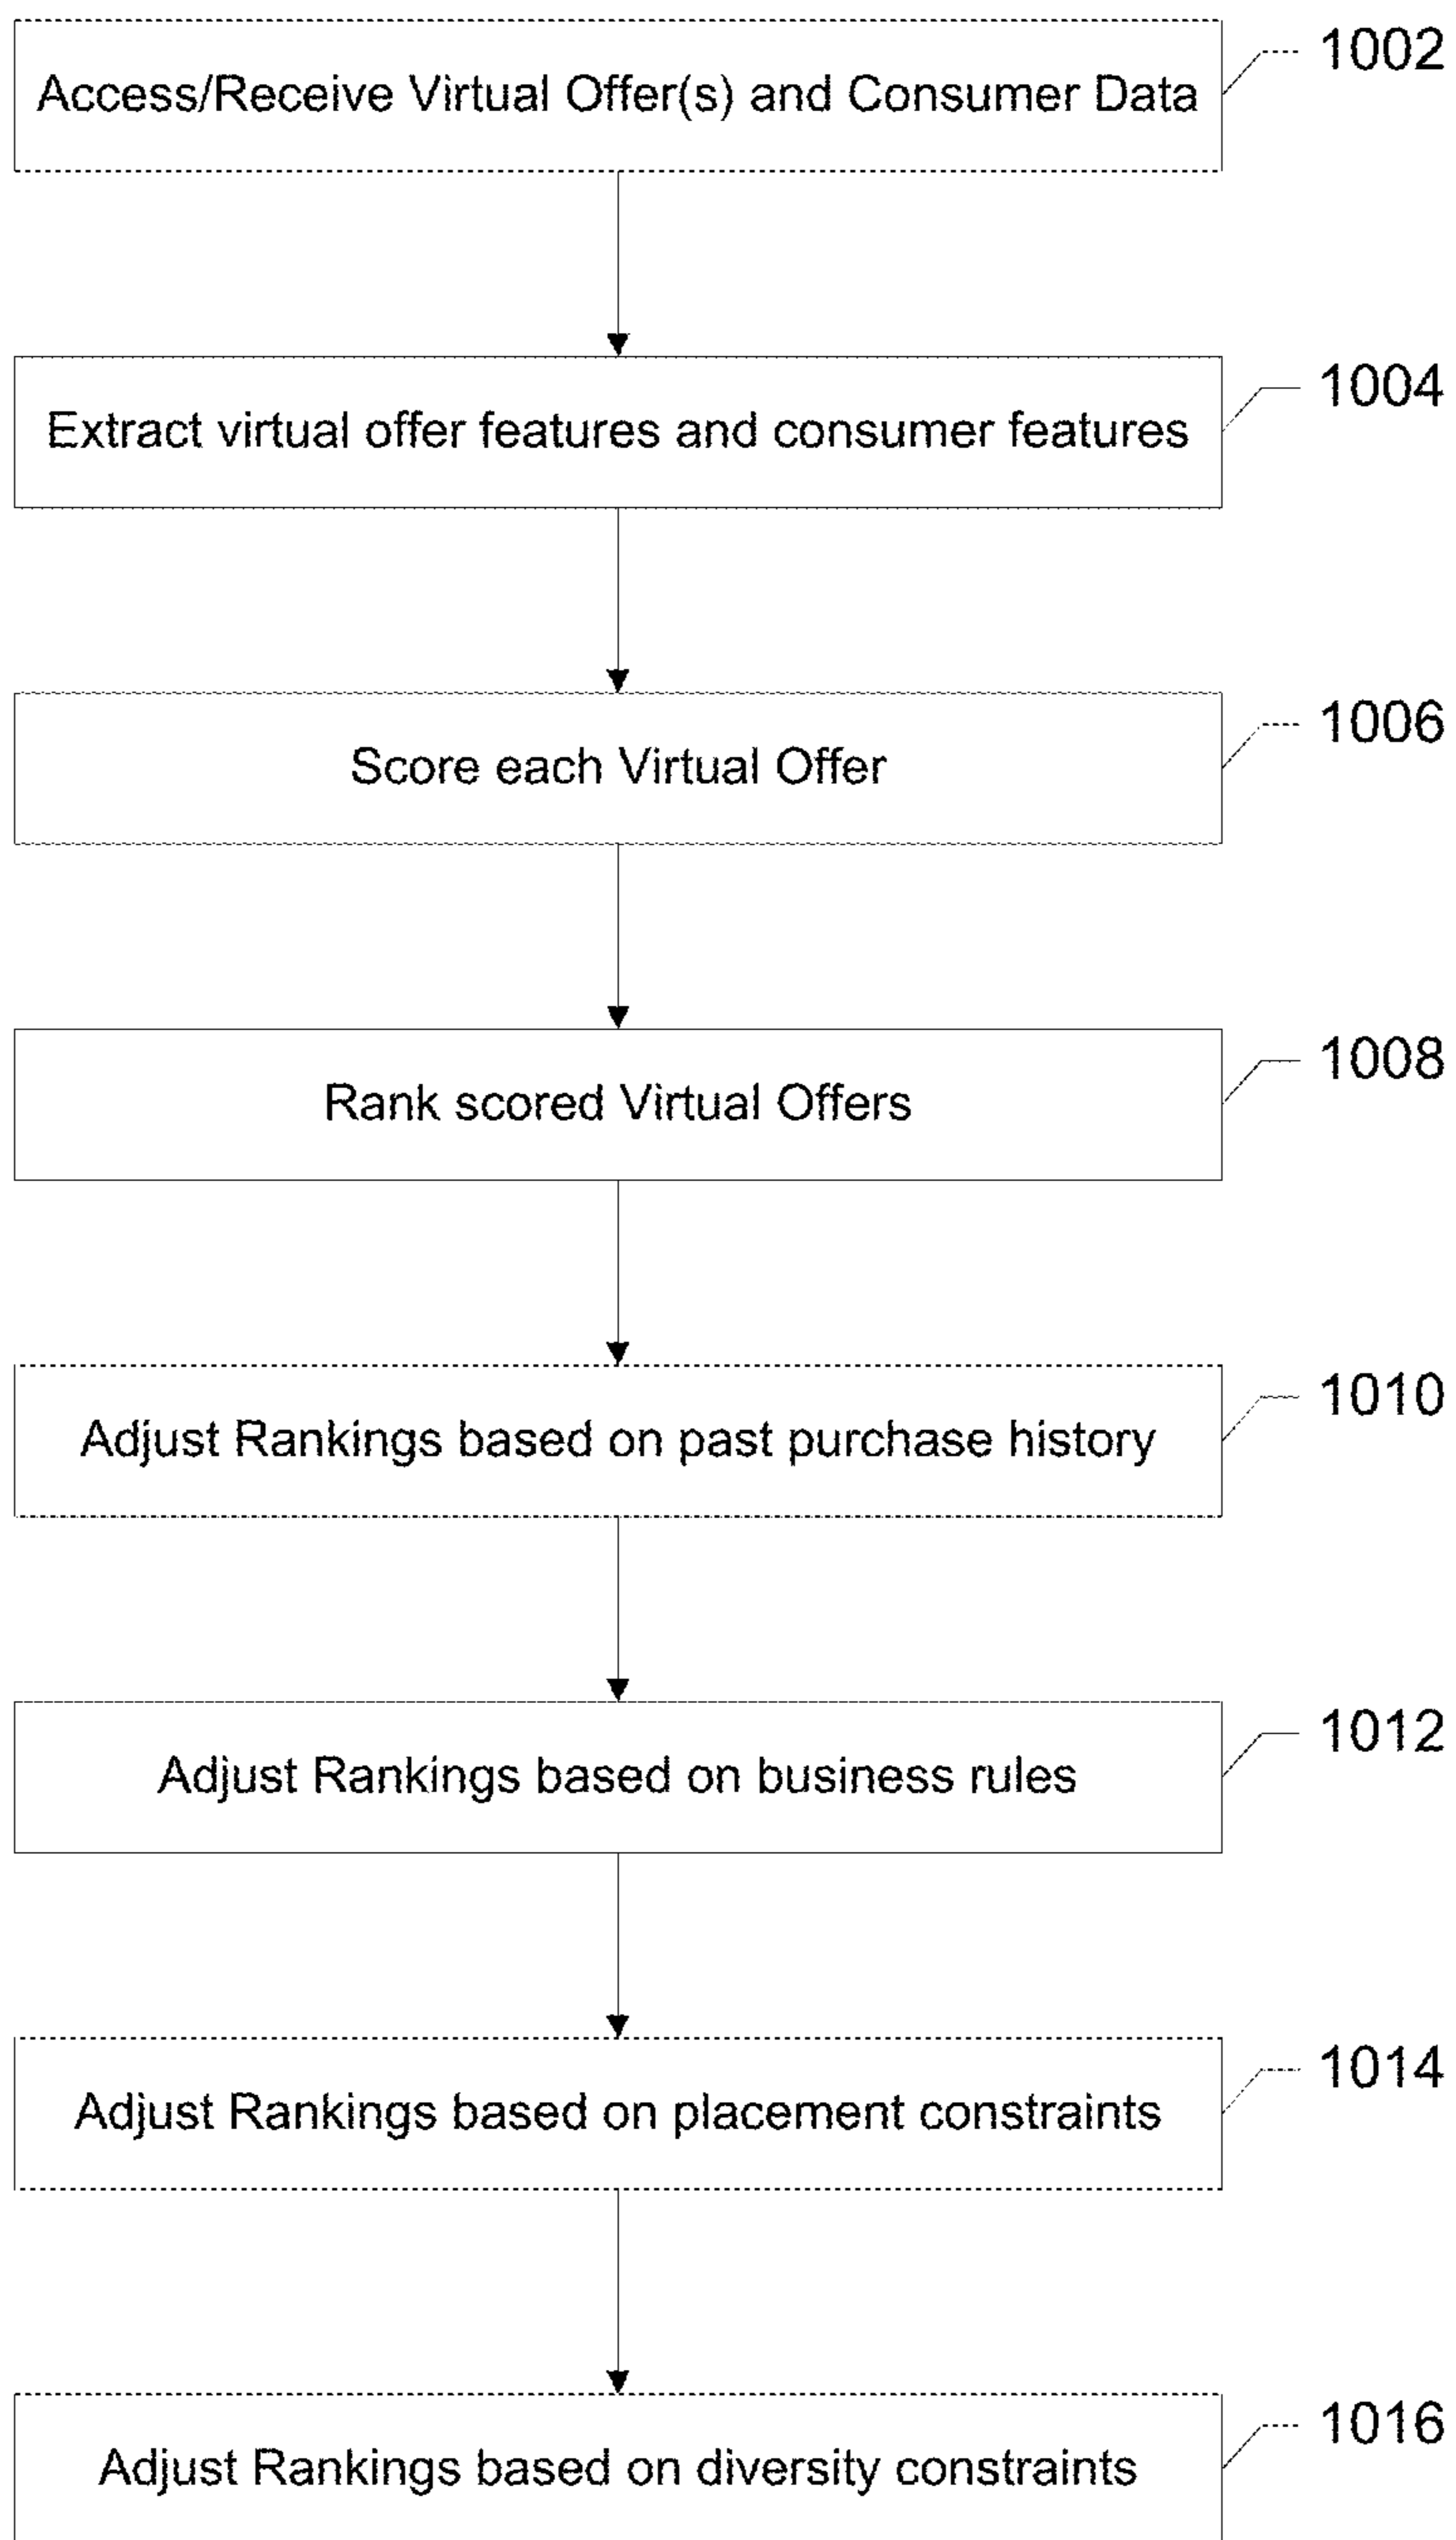 1002
Access/Receive Virtual Offer(s) and Consumer Data
1004
Extract virtual offer features and consumer features
1006
Score each Virtual Offer
1008
Rank scored Virtual Offers
1010
Adjust Rankings based on past purchase history
1012
Adjust Rankings based on business rules
1014
Adjust Rankings based on placement constraints
1016
Adjust Rankings based on diversity constraints